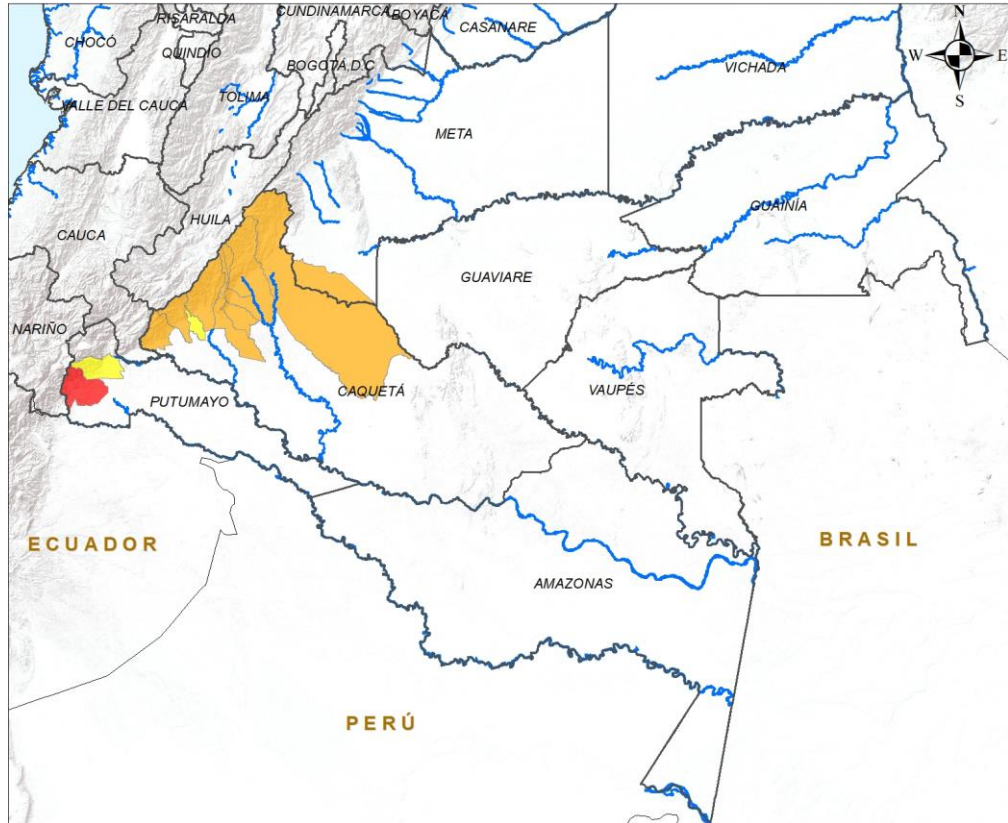 CUNDINAMARCA
BOYACÁ
RISARALDA
CASANARE
N
CHOCÓ
QUINDÍO
BOGOTÁ D.C
W
E
VICHADA
S
VALLE DEL CAUCA
TOLIMA
META
HUILA
GUAINÍA
CAUCA
GUAVIARE
NARIÑO
CAQUETÁ
VAUPÉS
PUTUMAYO
ECUADOR
BRASIL
AMAZONAS
PERÚ